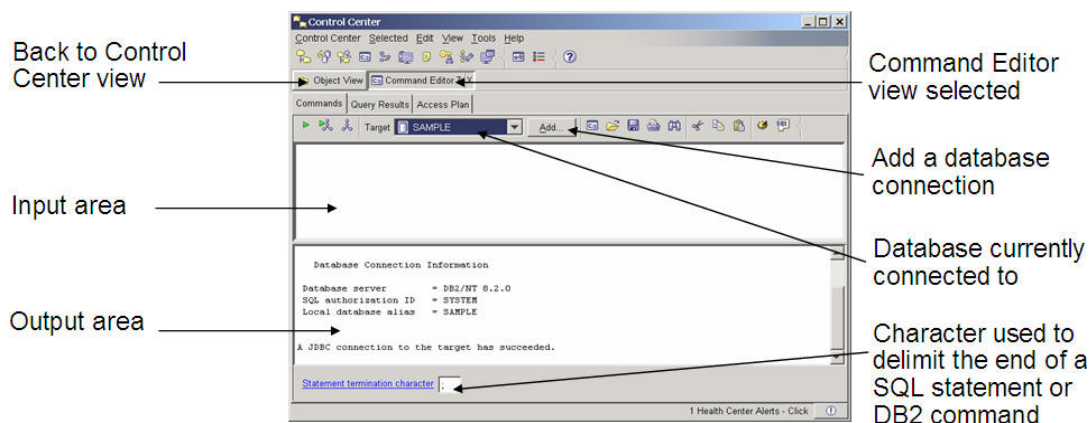 Control Center
Control Center Selected Edit View Tools Help
Back to Control
Center view
Object View
Command Editor
Command Editor
view selected
Commands Query Results Access Plan
Target SAMPLE Add...
Add a database
connection
Input area
Database currently
connected to
Database Connection Information
Database server = DB2/NT 8.2.0
SQL authorization ID = SYSTEM
Local database alias = SAMPLE
Output area
A JDBC connection to the target has succeeded.
Character used to
delimit the end of a
SQL statement or
DB2 command
Statement termination character ;
1 Health Center Alerts - Click